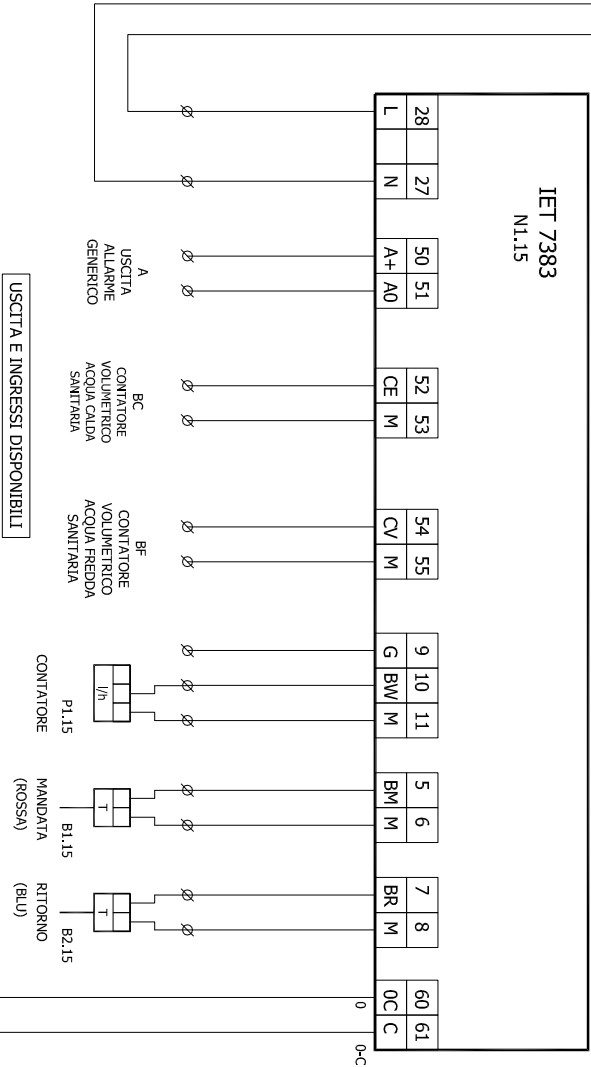 IET 7383
N1.15
28
27
50
51
52
53
54
55
9
10
11
5
6
7
8
60
61
L
N
A+
A0
CE
M
CV
M
G
BW
M
BM
M
BR
M
0C
C
0
0-C
A
USCITA
ALLARME
GENERICO
BC
CONTATORE
VOLUMETRICO
ACQUA CALDA
SANITARIA
BF
CONTATORE
VOLUMETRICO
ACQUA FREDDA
SANITARIA
l/h
P1.15
CONTATORE
T
B1.15
MANDATA
(ROSSA)
T
B2.15
RITORNO
(BLU)
USCITA E INGRESSI DISPONIBILI